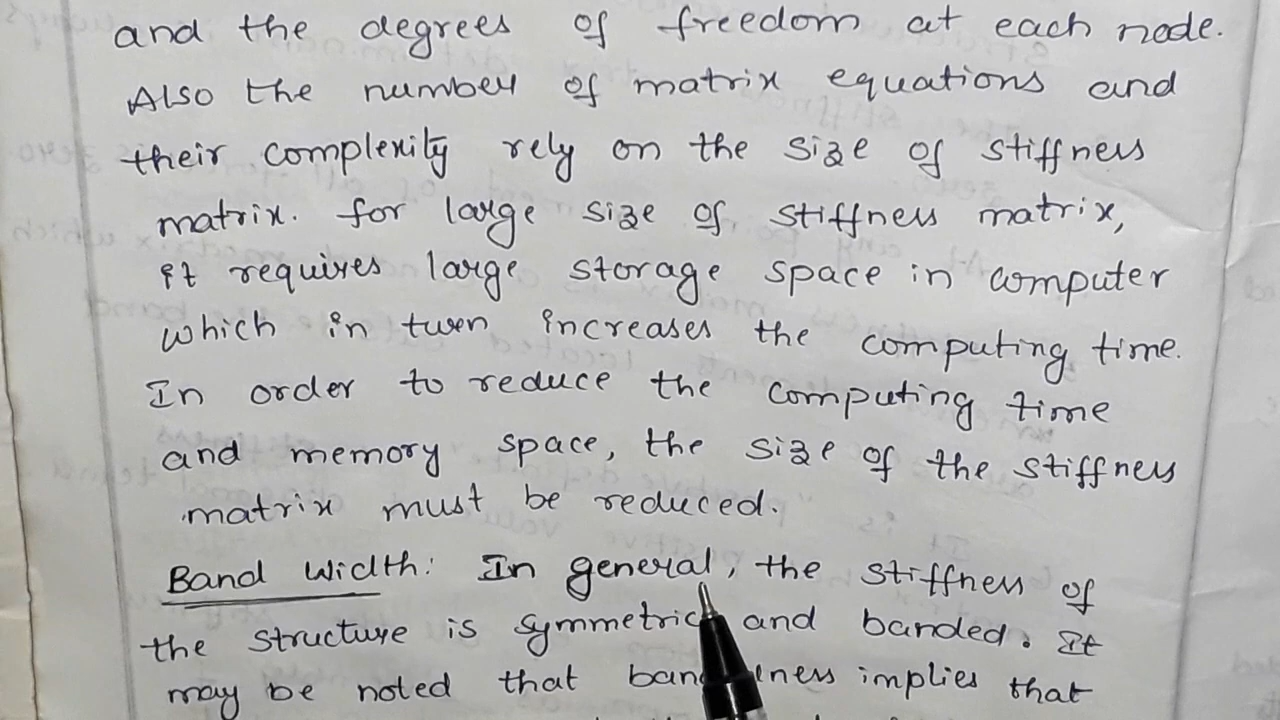 and the degrees of freedom at each node.
Also the number of matrix equations and
their complexity rely on the size of stiffness
matrix. for large size of stiffness matrix,
it requires large storage space in computer
which in turn increases the computing time.
In order to reduce the computing time
and memory space, the size of the stiffness
matrix must be reduced.
Band Width: In general, the stiffness of
the structure is symmetric and banded. It
may be noted that implies that